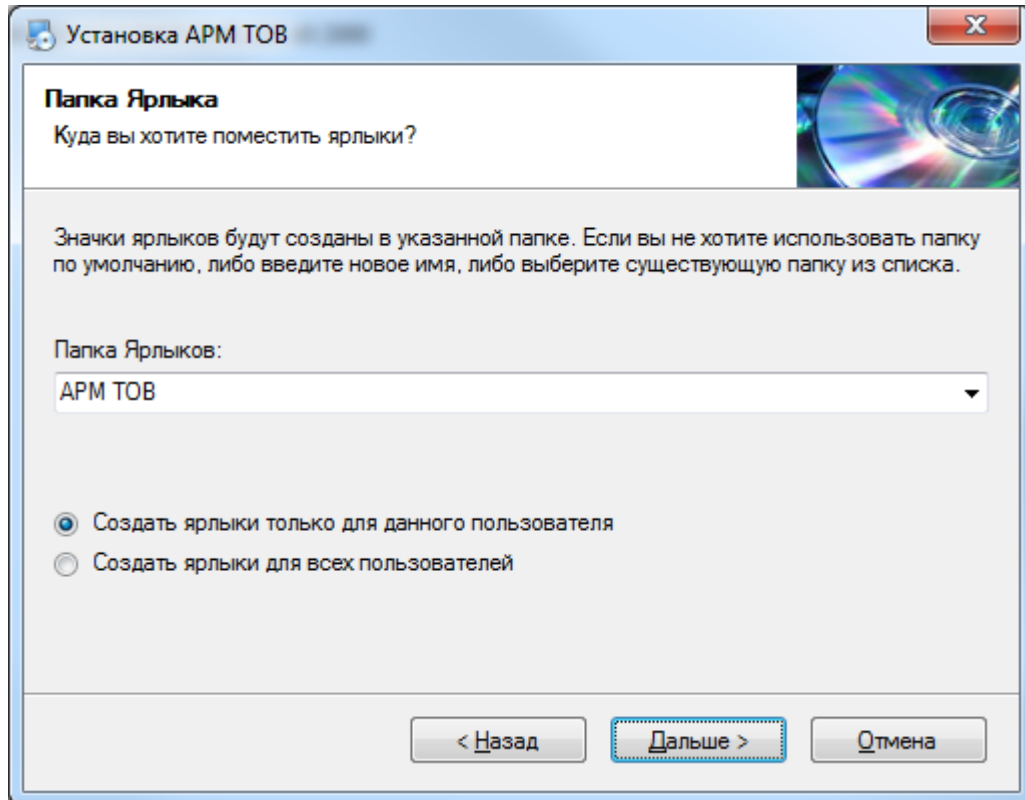 Установка АРМ ТОВ
Папка Ярлыка
Куда вы хотите поместить ярлыки?
Значки ярлыков будут созданы в указанной папке. Если вы не хотите использовать папку
по умолчанию, либо введите новое имя, либо выберите существующую папку из списка.
Папка Ярлыков:
АРМ ТОВ
Создать ярлыки только для данного пользователя
Создать ярлыки для всех пользователей
< Назад
Дальше >
Отмена